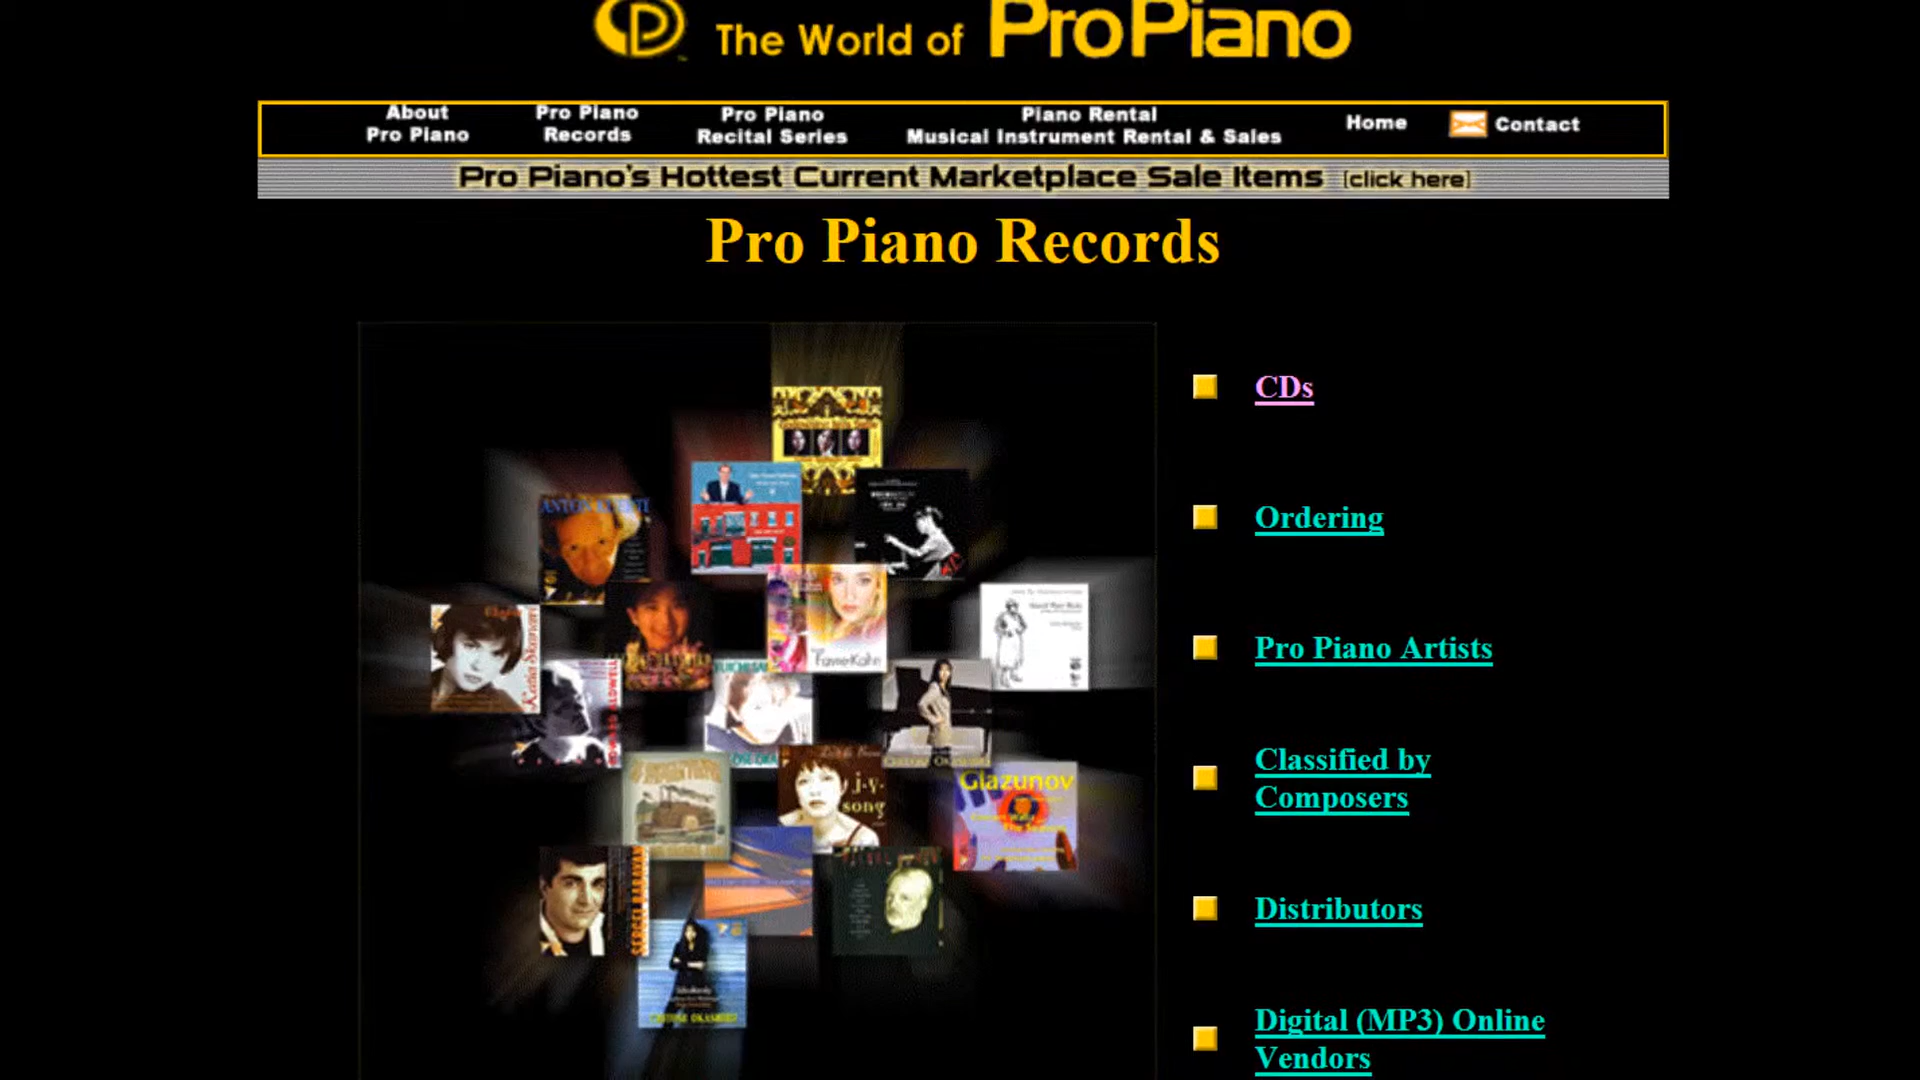 The World of ProPiano
About
Pro Piano
Pro Piano
Records
Pro Piano
Recital Series
Piano Rental
Musical Instrument Rental & Sales
Home
Contact
Pro Piano's Hottest Current Marketplace Sale Items [click here]
Pro Piano Records
CDs
Ordering
Pro Piano Artists
Classified by
Composers
Distributors
Digital (MP3) Online
Vendors
j.y.
song
Glazunov